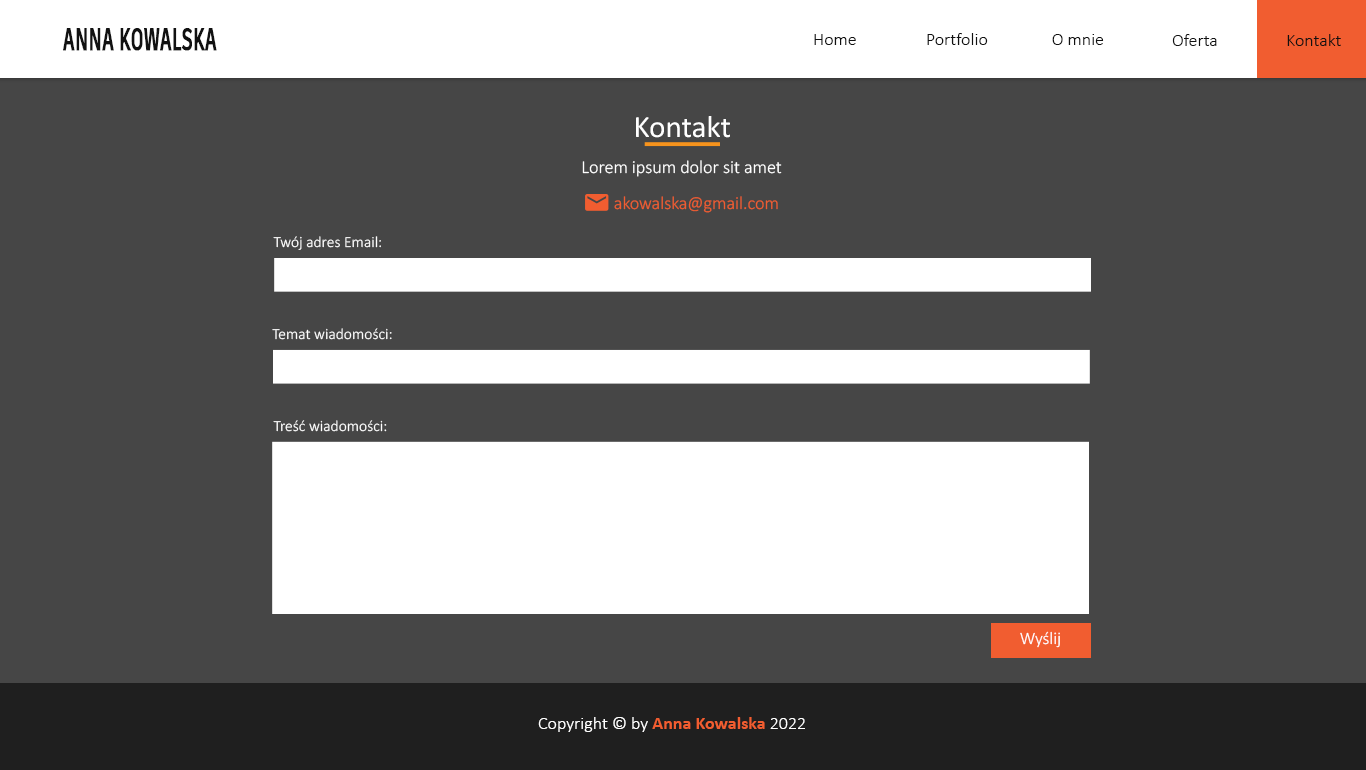 ANNA KOWALSKA
Home Portfolio O mnie Oferta Kontakt
Kontakt
Lorem ipsum dolor sit amet
akowalska@gmail.com
Twój adres Email:
Temat wiadomości:
Treść wiadomości:
Wyślij
Copyright © by Anna Kowalska 2022